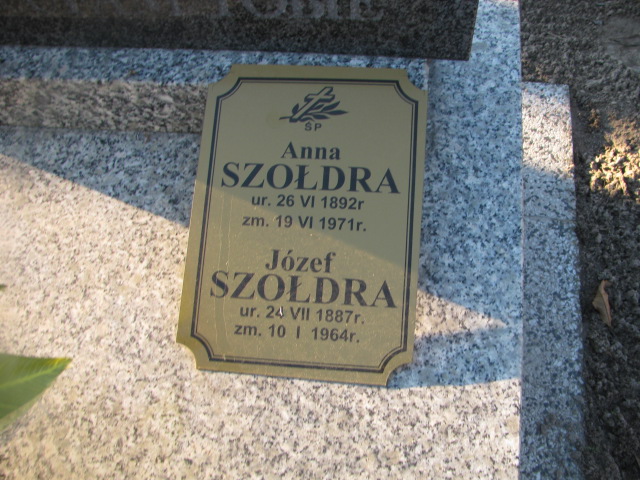 ŚP
Anna
SZOŁDRA
ur. 26 VI 1892r
zm. 19 VI 1971r.
Józef
SZOŁDRA
ur. 24 VII 1887r.
zm. 10 I 1964r.